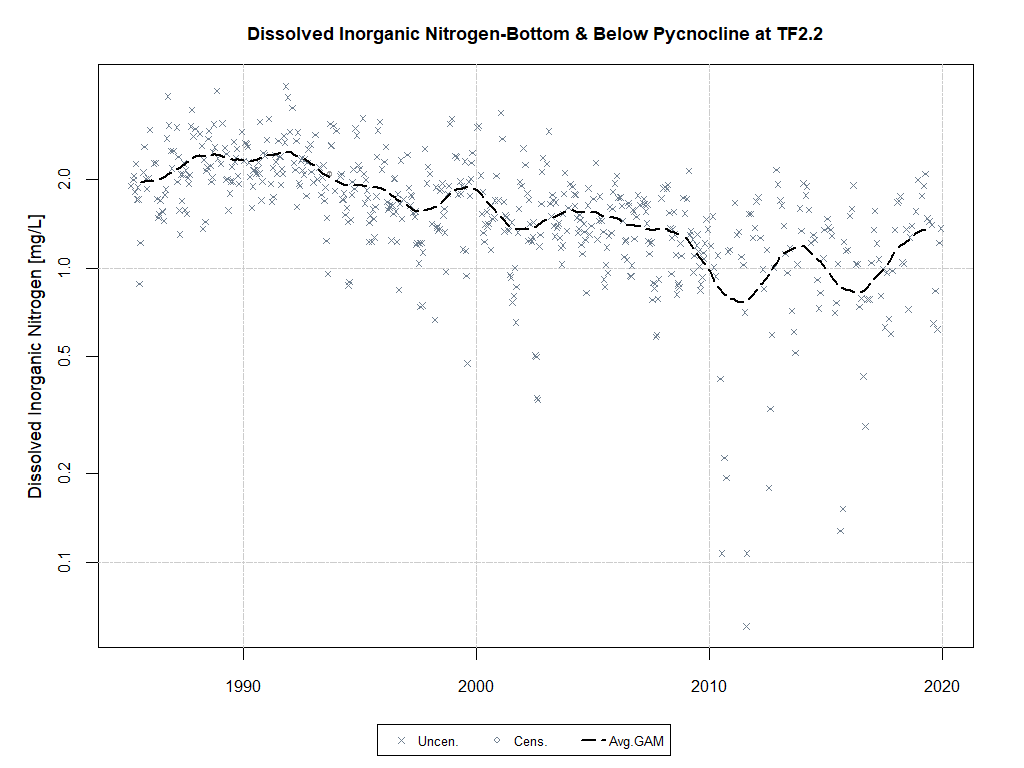 Dissolved Inorganic Nitrogen-Bottom & Below Pycnocline at TF2.2
Dissolved Inorganic Nitrogen [mg/L]
2.0
1.0
0.5
0.2
0.1
1990
2000
2010
2020
Uncen.
Cens.
Avg.GAM